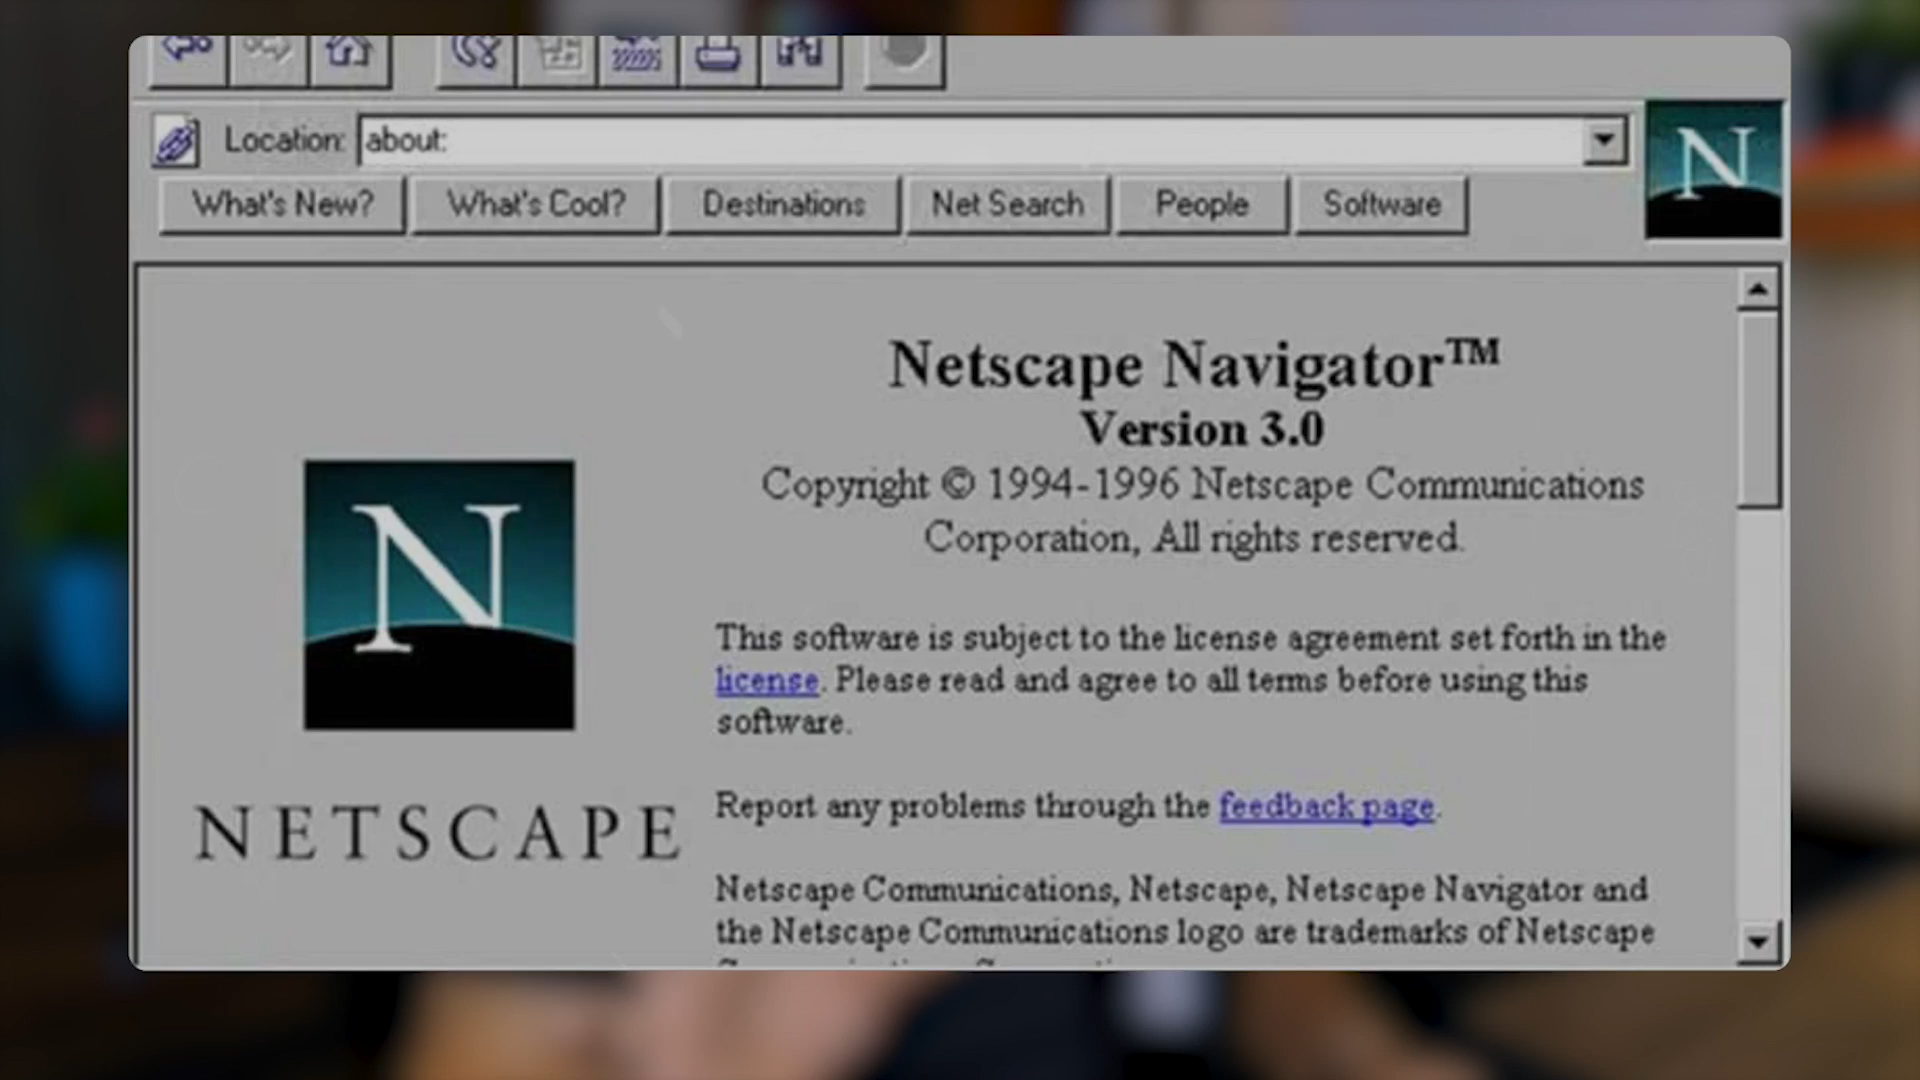 Location: about:
N
What's New? What's Cool? Destinations Net Search People Software
Netscape Navigator™
Version 3.0
Copyright © 1994-1996 Netscape Communications
Corporation, All rights reserved.
N
NETSCAPE
This software is subject to the license agreement set forth in the
license. Please read and agree to all terms before using this
software.
Report any problems through the feedback page.
Netscape Communications, Netscape, Netscape Navigator and
the Netscape Communications logo are trademarks of Netscape